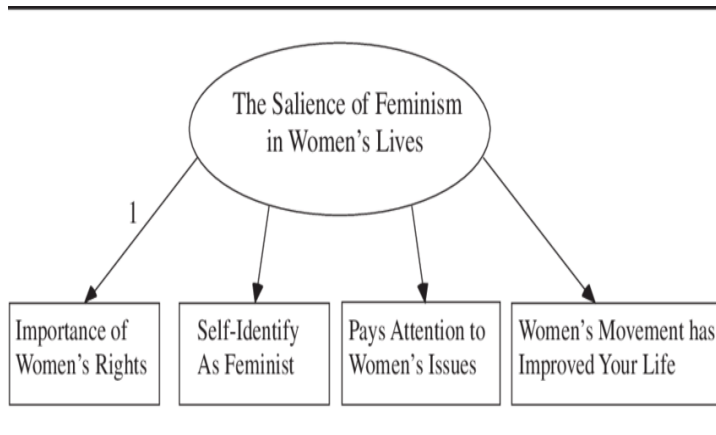 The Salience of Feminism
in Women's Lives
1
Importance of
Women's Rights
Self-Identify
As Feminist
Pays Attention to
Women's Issues
Women's Movement has
Improved Your Life